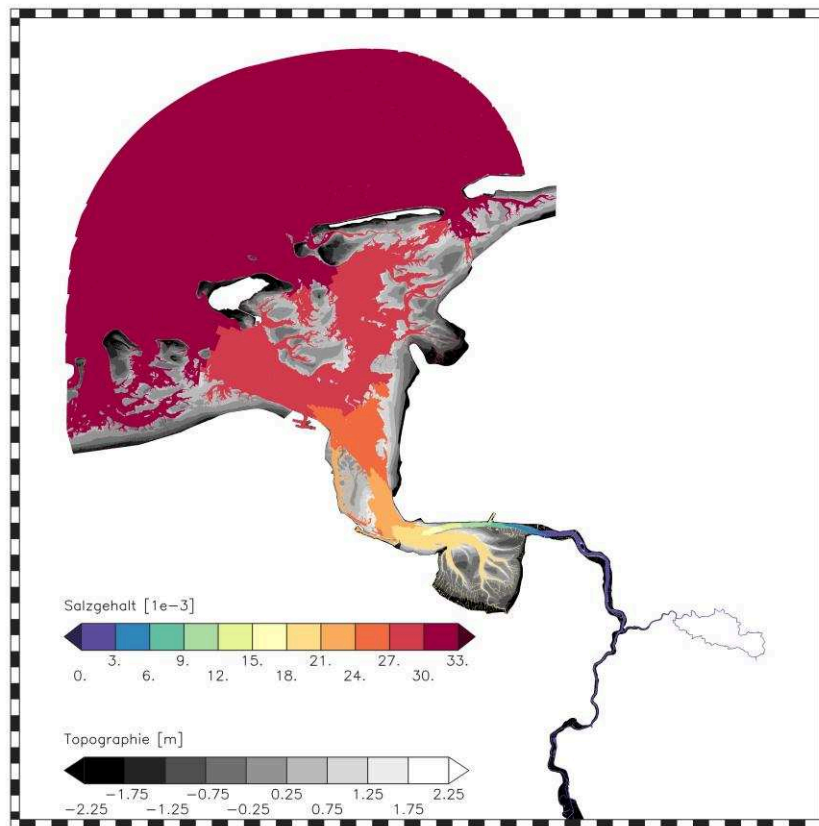 Salzgehalt [1e-3]
3. 9. 15. 21. 27. 33.
0. 6. 12. 18. 24. 30.
Topographie [m]
-1.75 -0.75 0.25 1.25 2.25
-2.25 -1.25 -0.25 0.75 1.75